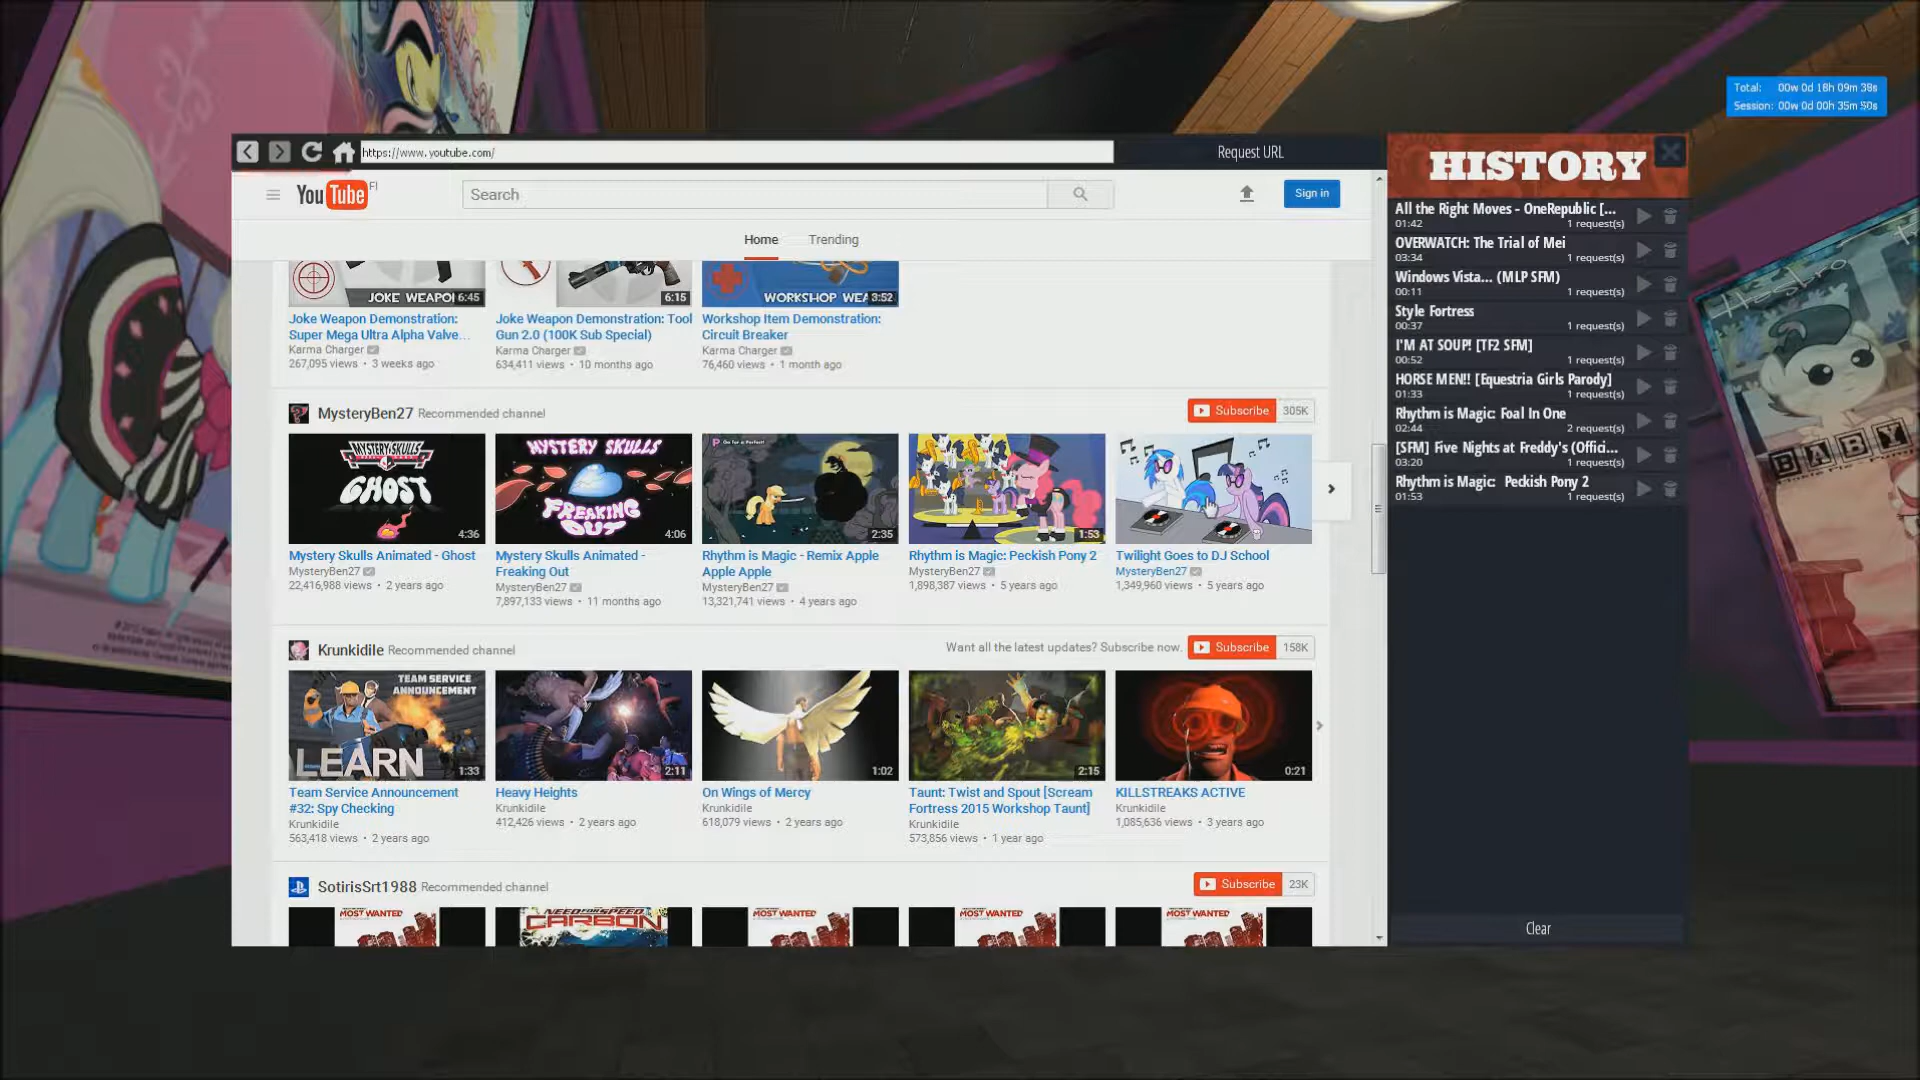 Total: 00w 0d 18h 09m 38s
Session: 00w 0d 00h 35m 50s
https://www.youtube.com/
Request URL
HISTORY
YouTube FI
Search
Sign in
Home
Trending
JOKE WEAPO
6:45
6:15
WORKSHOP WEA
3:52
Joke Weapon Demonstration: Super Mega Ultra Alpha Valve...
Karma Charger
267,095 views • 3 weeks ago
Joke Weapon Demonstration: Tool Gun 2.0 (100K Sub Special)
Karma Charger
634,411 views • 10 months ago
Workshop Item Demonstration: Circuit Breaker
Karma Charger
76,460 views • 1 month ago
MysteryBen27 Recommended channel
Subscribe 305K
MYSTERY SKULLS
GHOST
4:36
MYSTERY SKULLS
FREAKING OUT
4:06
Go for a Perfect!
2:35
1:53
Mystery Skulls Animated - Ghost
MysteryBen27
22,416,988 views • 2 years ago
Mystery Skulls Animated - Freaking Out
MysteryBen27
7,897,133 views • 11 months ago
Rhythm is Magic - Remix Apple Apple Apple
MysteryBen27
13,321,741 views • 4 years ago
Rhythm is Magic: Peckish Pony 2
MysteryBen27
1,898,387 views • 5 years ago
Twilight Goes to DJ School
MysteryBen27
1,349,960 views • 5 years ago
Krunkidile Recommended channel
Want all the latest updates? Subscribe now.
Subscribe 158K
TEAM SERVICE
ANNOUNCEMENT
LEARN
1:33
2:11
1:02
2:15
0:21
Team Service Announcement #32: Spy Checking
Krunkidile
563,418 views • 2 years ago
Heavy Heights
Krunkidile
412,426 views • 2 years ago
On Wings of Mercy
Krunkidile
618,079 views • 2 years ago
Taunt: Twist and Spout [Scream Fortress 2015 Workshop Taunt]
Krunkidile
573,856 views • 1 year ago
KILLSTREAKS ACTIVE
Krunkidile
1,085,636 views • 3 years ago
SotirisSrt1988 Recommended channel
Subscribe 23K
MOST WANTED
NEED FOR SPEED
CARBON
MOST WANTED
MOST WANTED
MOST WANTED
All the Right Moves - OneRepublic [...
01:42 1 request(s)
OVERWATCH: The Trial of Mei
03:34 1 request(s)
Windows Vista... (MLP SFM)
00:11 1 request(s)
Style Fortress
00:37 1 request(s)
I'M AT SOUP! [TF2 SFM]
00:52 1 request(s)
HORSE MEN!! [Equestria Girls Parody]
01:33 1 request(s)
Rhythm is Magic: Foal In One
02:44 2 request(s)
[SFM] Five Nights at Freddy's (Offici...
03:20 1 request(s)
Rhythm is Magic: Peckish Pony 2
01:53 1 request(s)
Clear
Hasbro
BABY